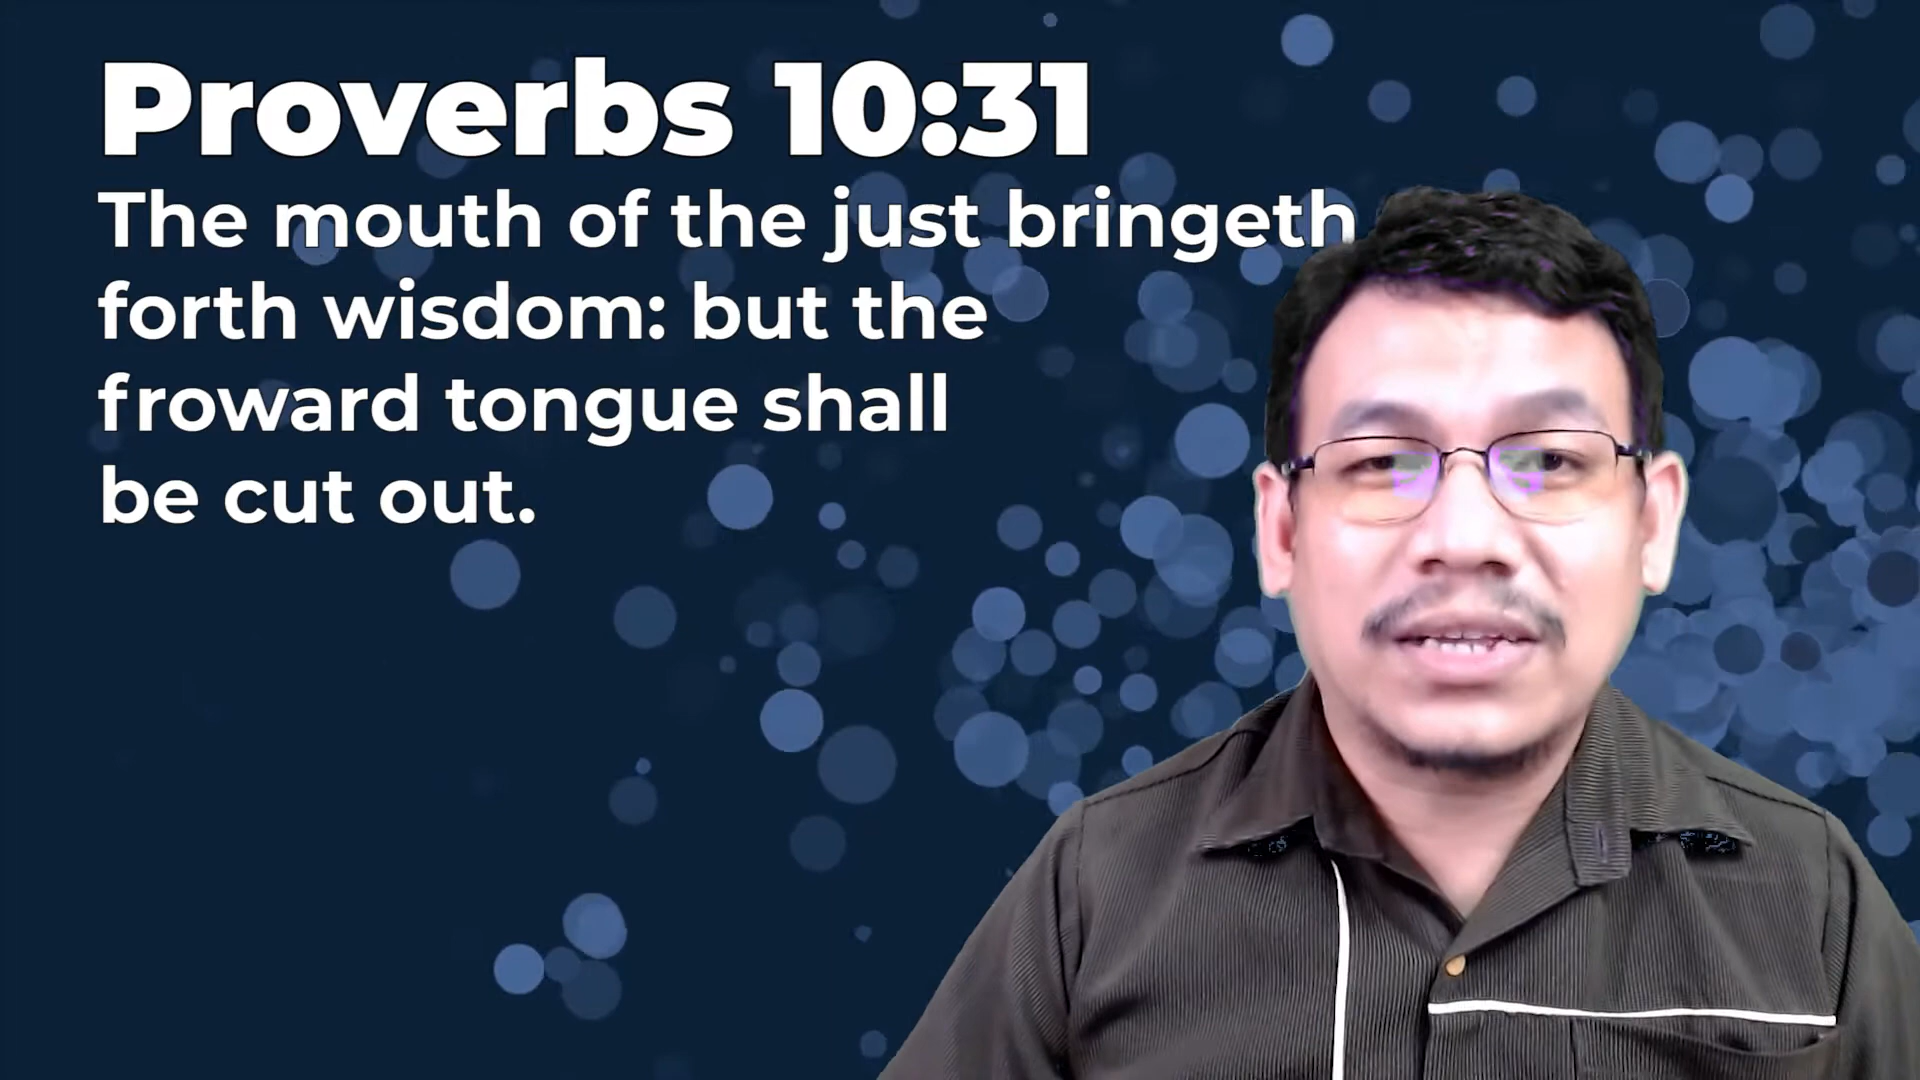 Proverbs 10:31
The mouth of the just bringeth
forth wisdom: but the
froward tongue shall
be cut out.